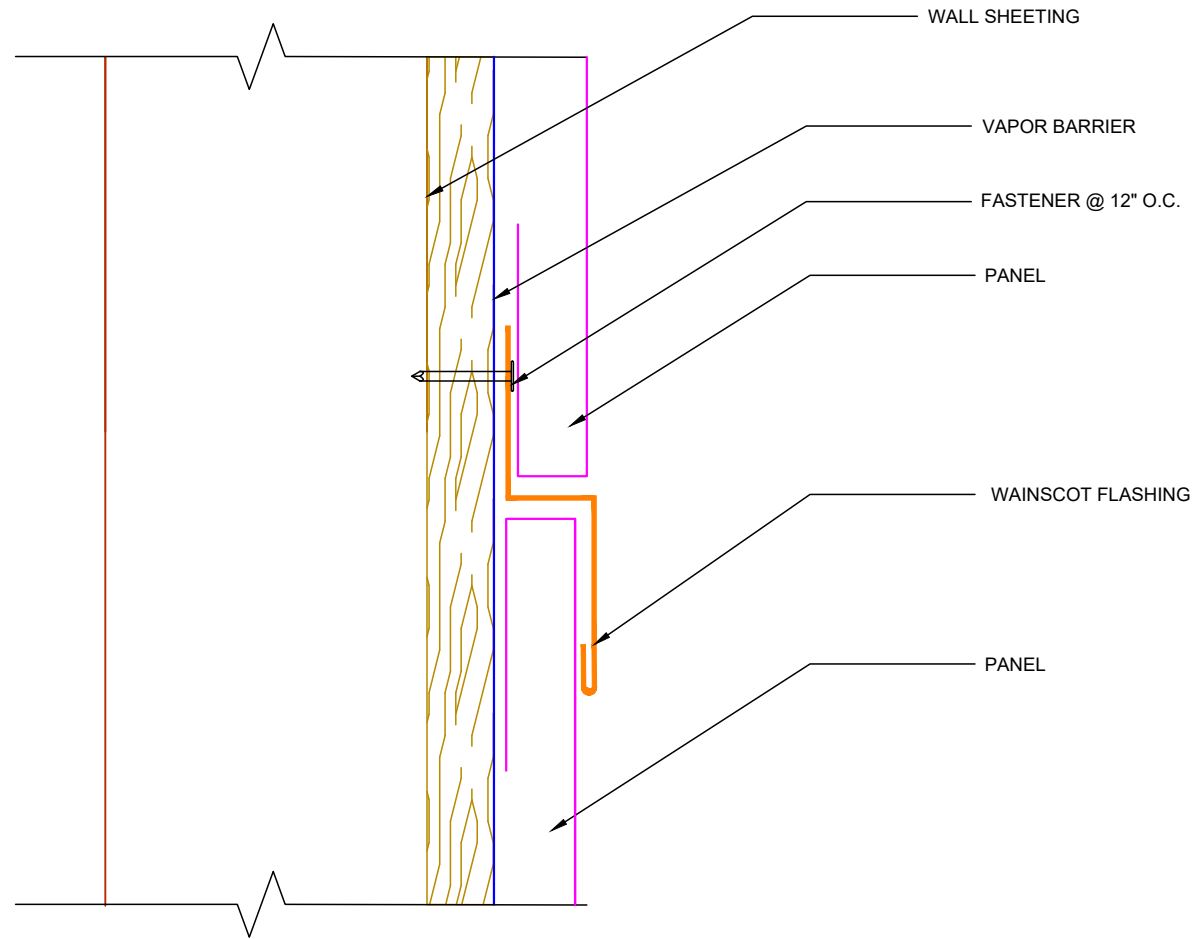 WALL SHEETING
VAPOR BARRIER
FASTENER @ 12" O.C.
PANEL
WAINSCOT FLASHING
PANEL